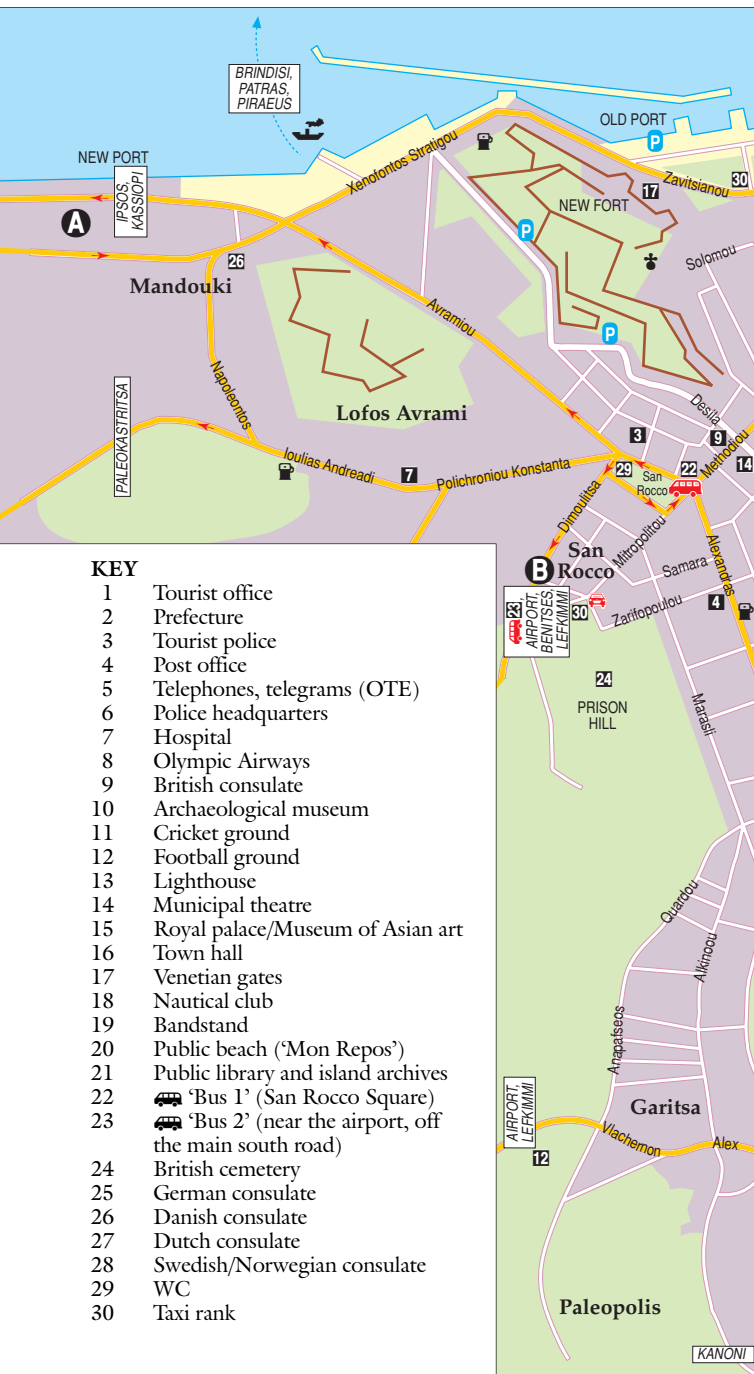 BRINDISI,
PATRAS,
PIRAEUS
OLD PORT
P
NEW PORT
Xenofontos Stratigou
Zavitsianou
30
17
IPSOS,
KASSIOPI
A
NEW FORT
P
Solomou
26
Mandouki
Avramiou
P
Napoleontos
PALEOKASTRITSA
Lofos Avrami
Desila
3
9
Methodiou
Ioulias Andreadi
7
Polichroniou Konstanta
29
San
Rocco
22
14
Dimoulitsa
Mitropolitou
San
Rocco
B
Samara
Alexandras
23
AIRPORT,
BENITSES,
LEFKIMMI
30
Zarifopoulou
4
24
PRISON
HILL
Marasli
KEY
1 Tourist office
2 Prefecture
3 Tourist police
4 Post office
5 Telephones, telegrams (OTE)
6 Police headquarters
7 Hospital
8 Olympic Airways
9 British consulate
10 Archaeological museum
11 Cricket ground
12 Football ground
13 Lighthouse
14 Municipal theatre
15 Royal palace/Museum of Asian art
16 Town hall
17 Venetian gates
18 Nautical club
19 Bandstand
20 Public beach (‘Mon Repos’)
21 Public library and island archives
22 ‘Bus 1’ (San Rocco Square)
23 ‘Bus 2’ (near the airport, off
the main south road)
24 British cemetery
25 German consulate
26 Danish consulate
27 Dutch consulate
28 Swedish/Norwegian consulate
29 WC
30 Taxi rank
Quardou
Alkinoou
Anapafseos
Garitsa
AIRPORT,
LEFKIMMI
Vlachernon
Alex
12
Paleopolis
KANONI